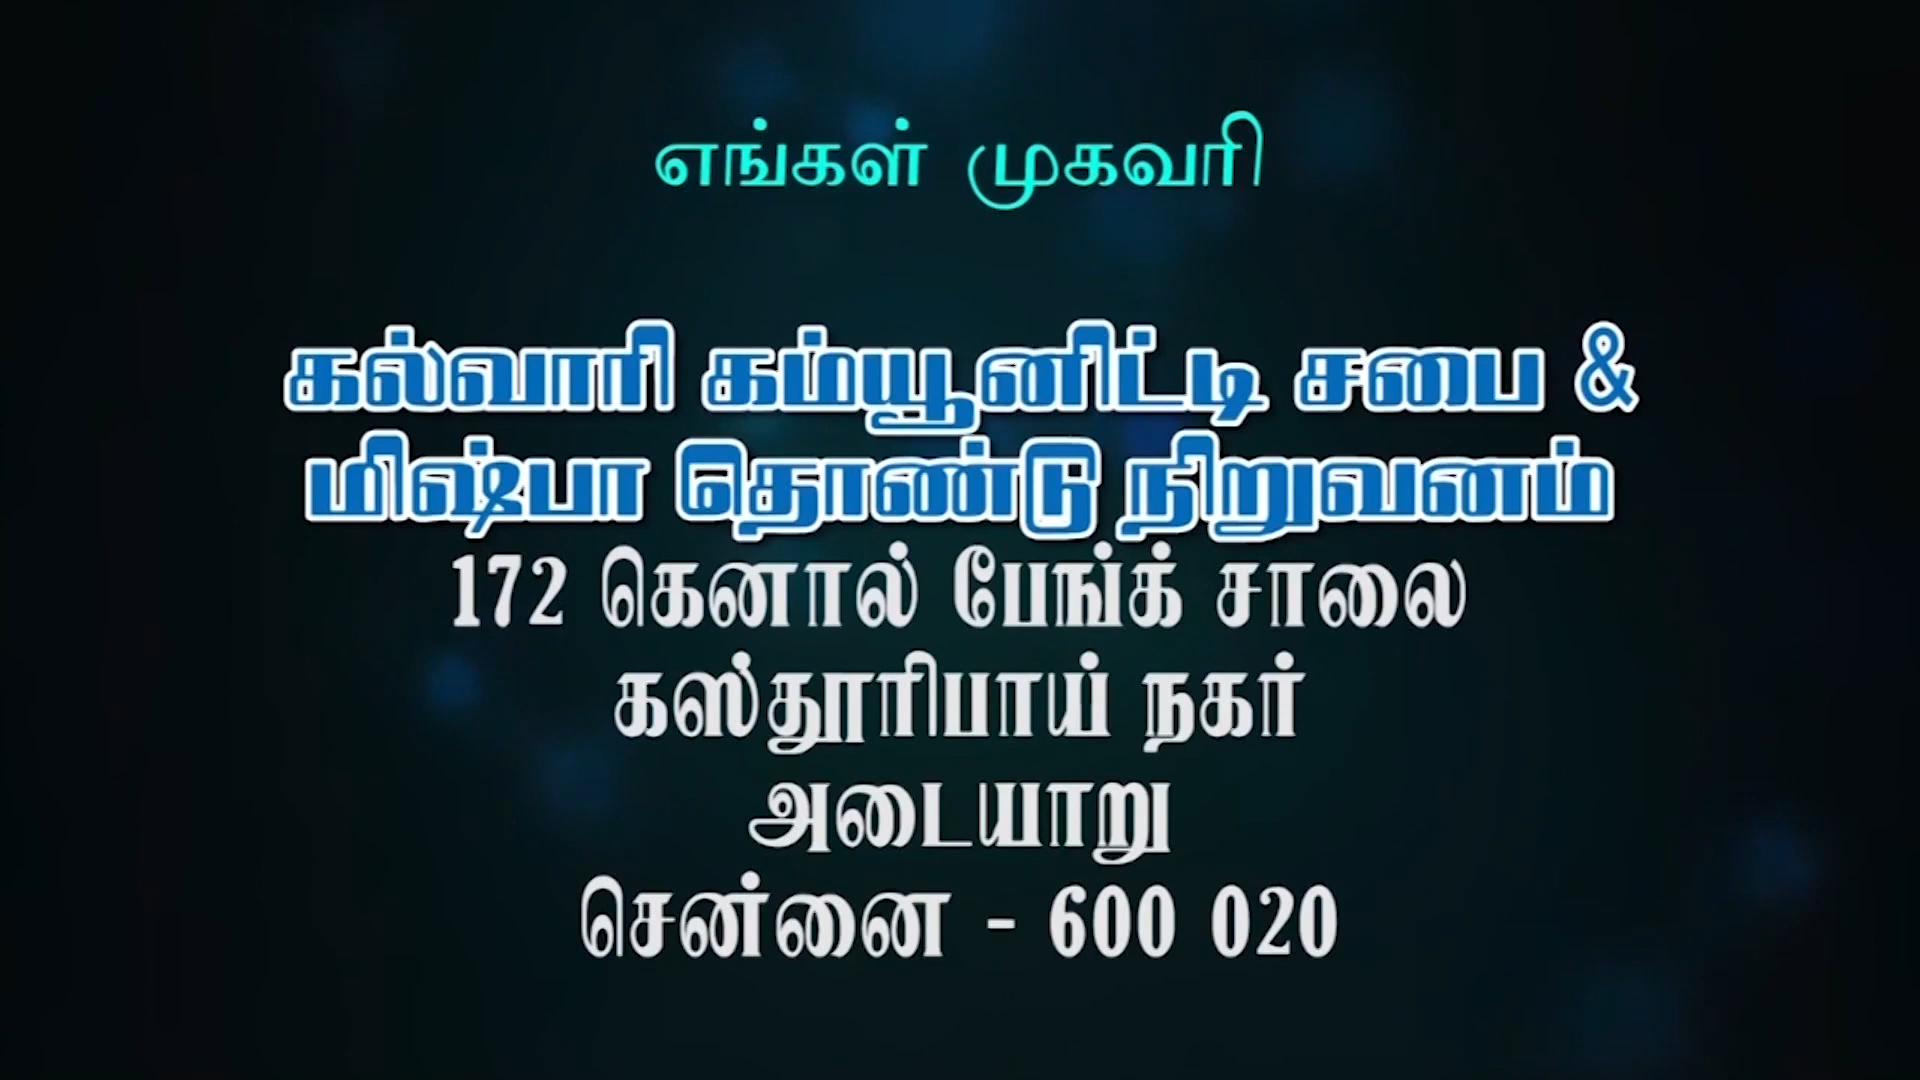 எங்கள் முகவரி
கல்வாரி கம்யூனிட்டி சபை &
மிஷ்பா தொண்டு நிறுவனம்
172 கெனால் பேங்க் சாலை
கஸ்தூரிபாய் நகர்
அடையாறு
சென்னை - 600 020